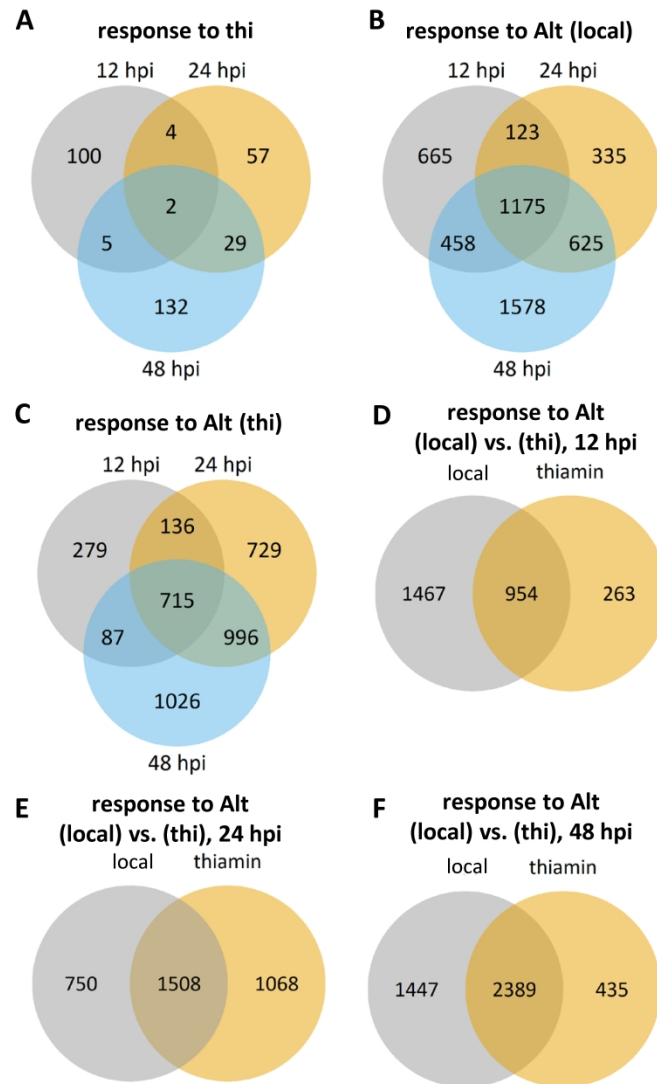 A
response to thi
12 hpi 24 hpi
4
100 57
2
5 29
132
48 hpi
B
response to Alt (local)
12 hpi 24 hpi
123
665 335
1175
458 625
1578
48 hpi
C
response to Alt (thi)
12 hpi 24 hpi
136
279 729
715
87 996
1026
48 hpi
D
response to Alt
(local) vs. (thi), 12 hpi
local thiamin
1467 954 263
E
response to Alt
(local) vs. (thi), 24 hpi
local thiamin
750 1508 1068
F
response to Alt
(local) vs. (thi), 48 hpi
local thiamin
1447 2389 435